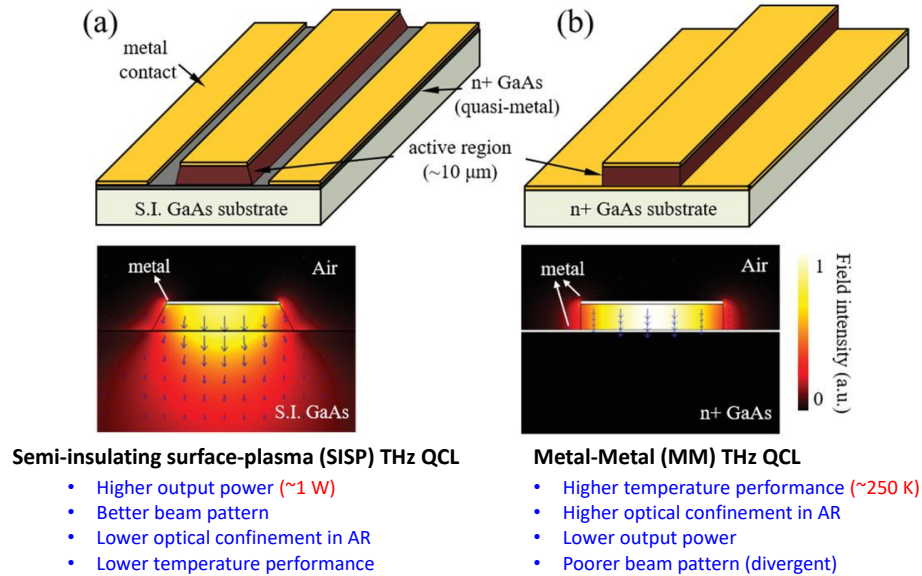 (a)
metal
contact
n+ GaAs
(quasi-metal)
active region
(~10 μm)
S.I. GaAs substrate
(b)
n+ GaAs substrate
metal
Air
S.I. GaAs
metal
Air
n+ GaAs
1
0
Field intensity (a.u.)
Semi-insulating surface-plasma (SISP) THz QCL
• Higher output power (~1 W)
• Better beam pattern
• Lower optical confinement in AR
• Lower temperature performance
Metal-Metal (MM) THz QCL
• Higher temperature performance (~250 K)
• Higher optical confinement in AR
• Lower output power
• Poorer beam pattern (divergent)